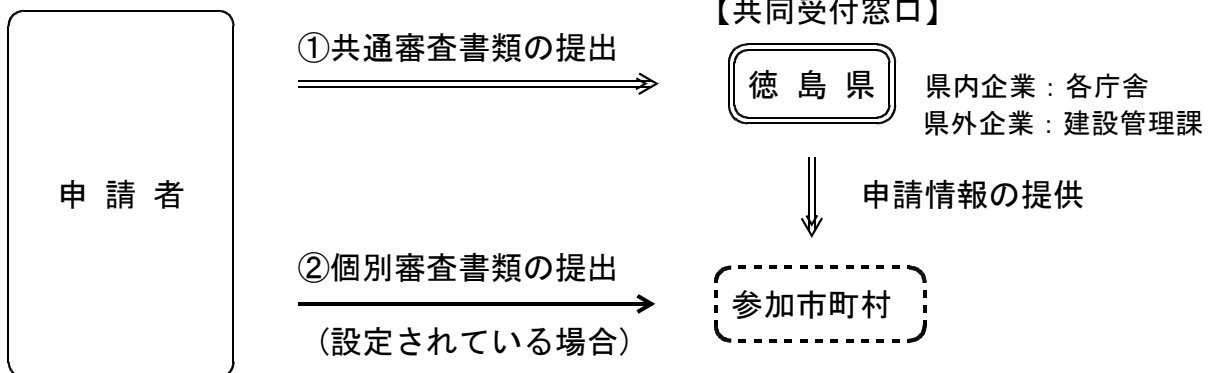 【共同受付窓口】
①共通審査書類の提出
徳島県
県内企業：各庁舎
県外企業：建設管理課
申請者
申請情報の提供
②個別審査書類の提出
（設定されている場合）
参加市町村